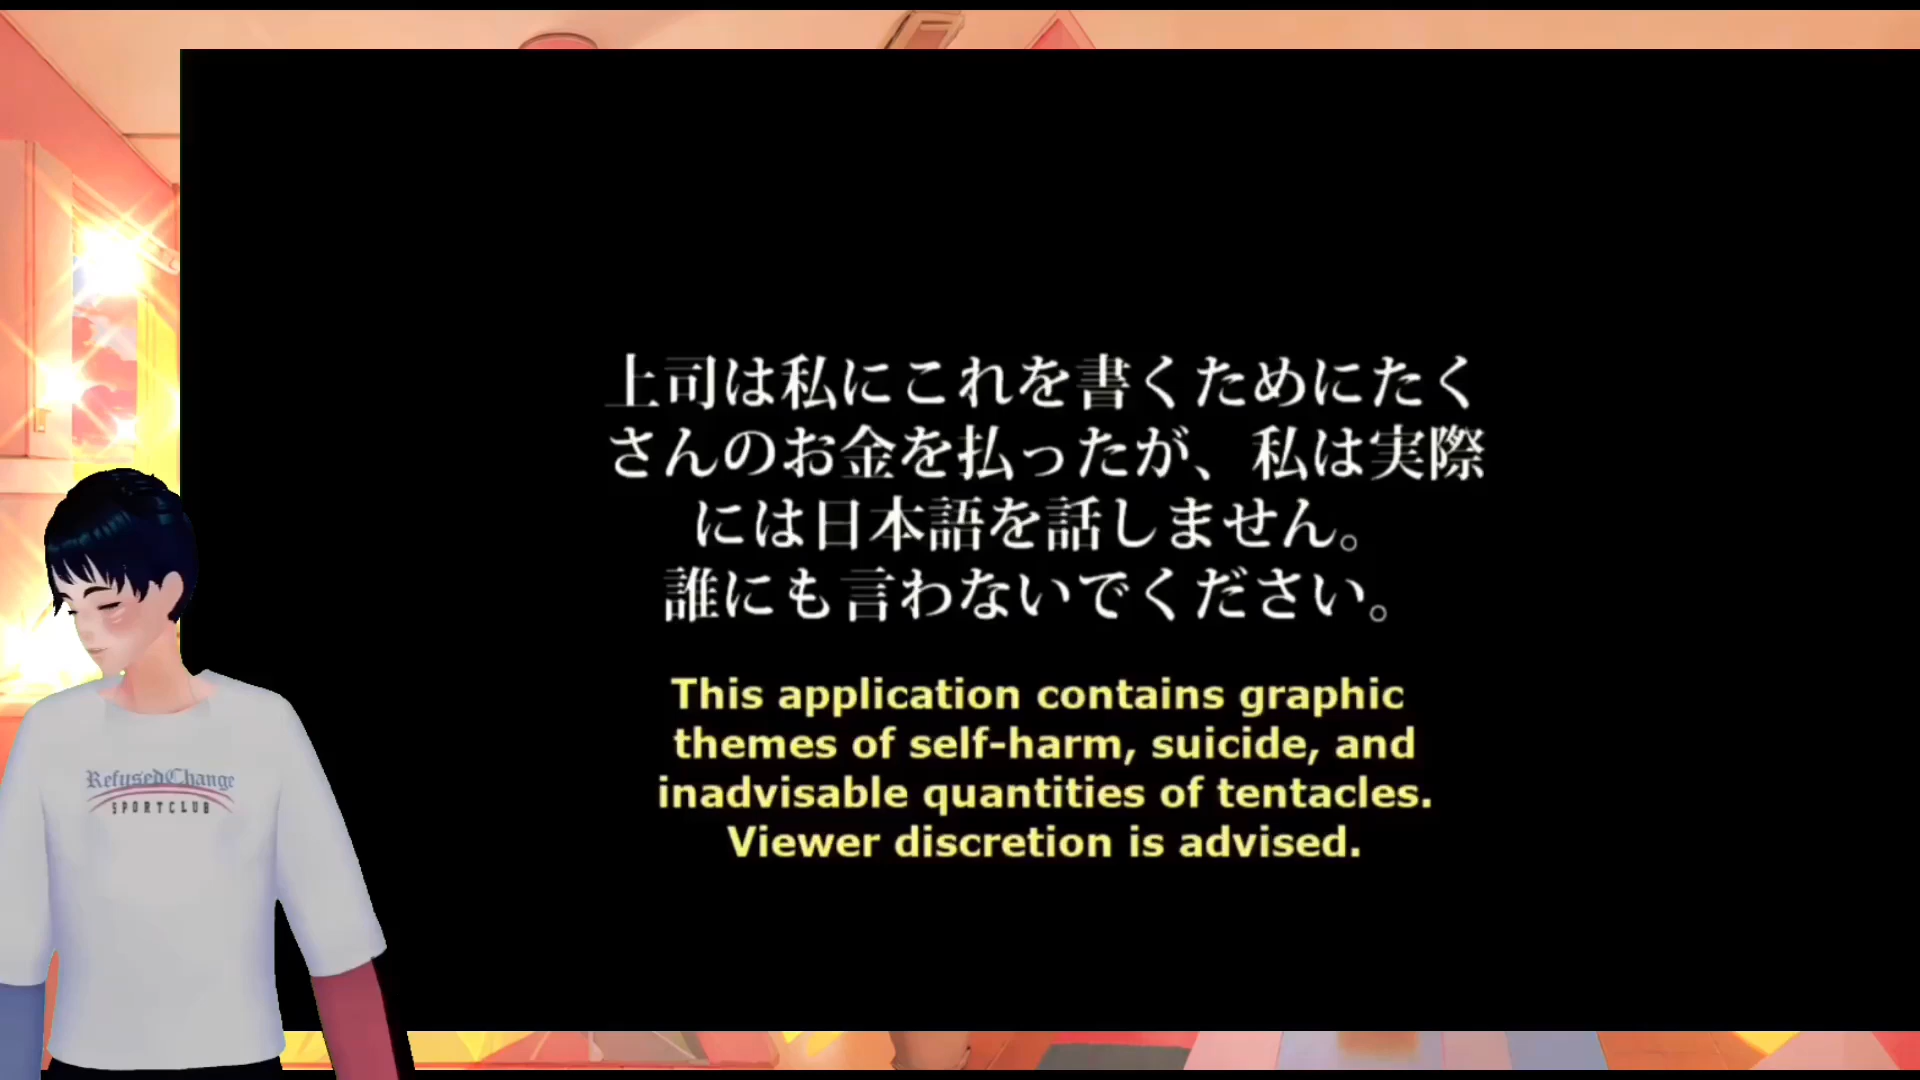 上司は私にこれを書くためにたく
さんのお金を払ったが、私は実際
には日本語を話しません。
誰にも言わないでください。
This application contains graphic
themes of self-harm, suicide, and
inadvisable quantities of tentacles.
Viewer discretion is advised.
RefusedChange
SPORTCLUB